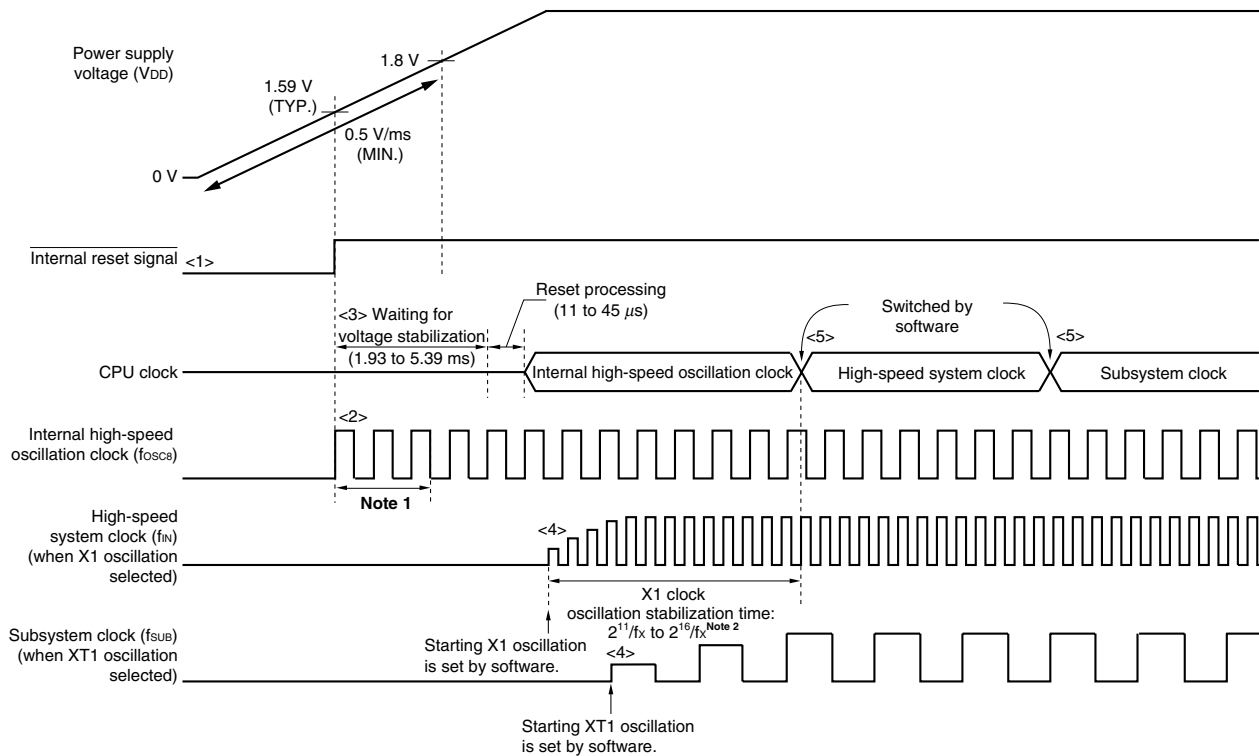 Power supply
voltage (VDD)
1.8 V
1.59 V
(TYP.)
0.5 V/ms
(MIN.)
0 V
Internal reset signal
<1>
Reset processing
(11 to 45 μs)
<3> Waiting for
voltage stabilization
(1.93 to 5.39 ms)
Switched by
software
<5>
<5>
CPU clock
Internal high-speed oscillation clock
High-speed system clock
Subsystem clock
<2>
Internal high-speed
oscillation clock (fOSC8)
Note 1
High-speed
system clock (fIN)
(when X1 oscillation
selected)
<4>
X1 clock
oscillation stabilization time:
2^11/fX to 2^16/fX^Note 2
Starting X1 oscillation
is set by software.
Subsystem clock (fSUB)
(when XT1 oscillation
selected)
<4>
Starting XT1 oscillation
is set by software.